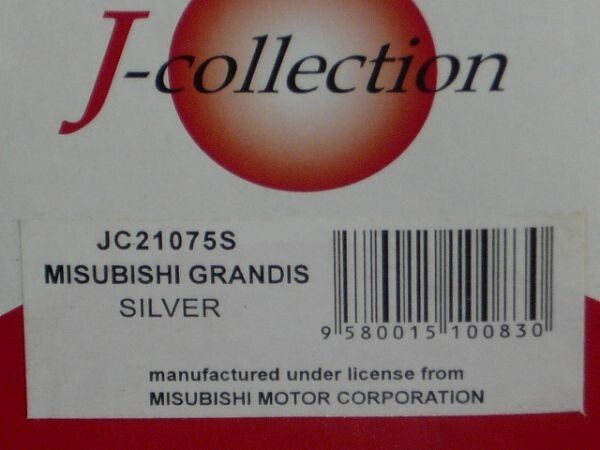 J-collection
JC21075S
MISUBISHI GRANDIS
SILVER
9 580015 100830
manufactured under license from
MISUBISHI MOTOR CORPORATION